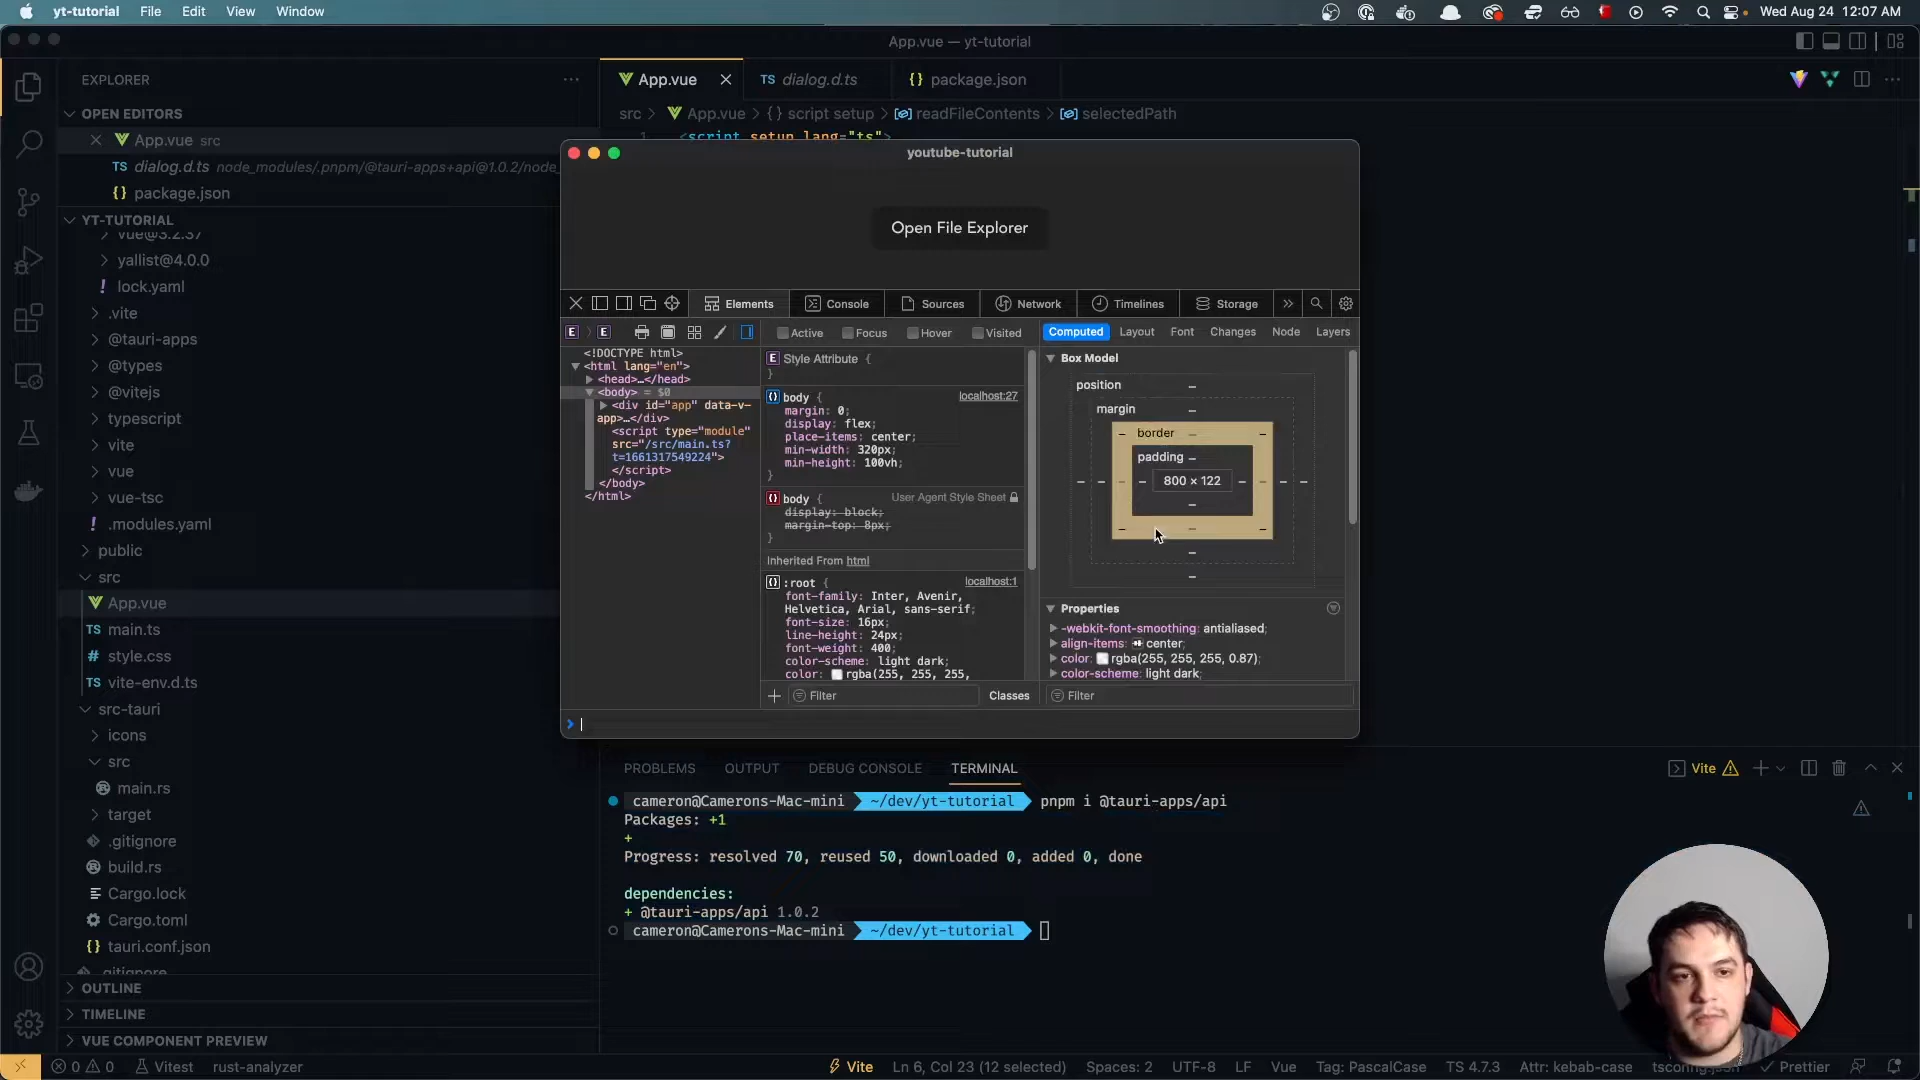 yt-tutorial File Edit View Window
Wed Aug 24 12:07 AM
App.vue — yt-tutorial
EXPLORER
App.vue
TS dialog.d.ts
{} package.json
OPEN EDITORS
src > App.vue > {} script setup > readFileContents > selectedPath
App.vue src
1 <script setup lang="ts">
TS dialog.d.ts node_modules/.pnpm/@tauri-apps+api@1.0.2/node_
{} package.json
YT-TUTORIAL
vue@3.2.37
yallist@4.0.0
! lock.yaml
.vite
@tauri-apps
@types
@vitejs
typescript
vite
vue
vue-tsc
! .modules.yaml
public
src
App.vue
TS main.ts
# style.css
TS vite-env.d.ts
src-tauri
icons
src
main.rs
target
.gitignore
build.rs
Cargo.lock
Cargo.toml
{} tauri.conf.json
.gitignore
OUTLINE
TIMELINE
VUE COMPONENT PREVIEW
youtube-tutorial
Open File Explorer
Elements Console Sources Network Timelines Storage
E E
Active Focus Hover Visited
Computed Layout Font Changes Node Layers
<!DOCTYPE html>
<html lang="en">
<head>…</head>
<body> = $0
<div id="app" data-v-
app>…</div>
<script type="module"
src="/src/main.ts?
t=1661317549224">
</script>
</body>
</html>
E Style Attribute {
}
body { localhost:27
margin: 0;
display: flex;
place-items: center;
min-width: 320px;
min-height: 100vh;
}
body { User Agent Style Sheet
display: block;
margin-top: 8px;
}
Inherited From html
:root { localhost:1
font-family: Inter, Avenir,
Helvetica, Arial, sans-serif;
font-size: 16px;
line-height: 24px;
font-weight: 400;
color-scheme: light dark;
color: rgba(255, 255, 255,
Filter Classes
Box Model
position –
margin –
– border – –
padding –
– – – – 800 × 122 – – – –
–
– – –
–
–
Properties
-webkit-font-smoothing: antialiased;
align-items: center;
color: rgba(255, 255, 255, 0.87);
color-scheme: light dark;
Filter
>
PROBLEMS OUTPUT DEBUG CONSOLE TERMINAL
Vite
cameron@Camerons-Mac-mini ~/dev/yt-tutorial pnpm i @tauri-apps/api
Packages: +1
+
Progress: resolved 70, reused 50, downloaded 0, added 0, done
dependencies:
+ @tauri-apps/api 1.0.2
cameron@Camerons-Mac-mini ~/dev/yt-tutorial
0 0 Vitest rust-analyzer
Vite Ln 6, Col 23 (12 selected) Spaces: 2 UTF-8 LF Vue Tag: PascalCase TS 4.7.3 Attr: kebab-case tsconfig.json Prettier